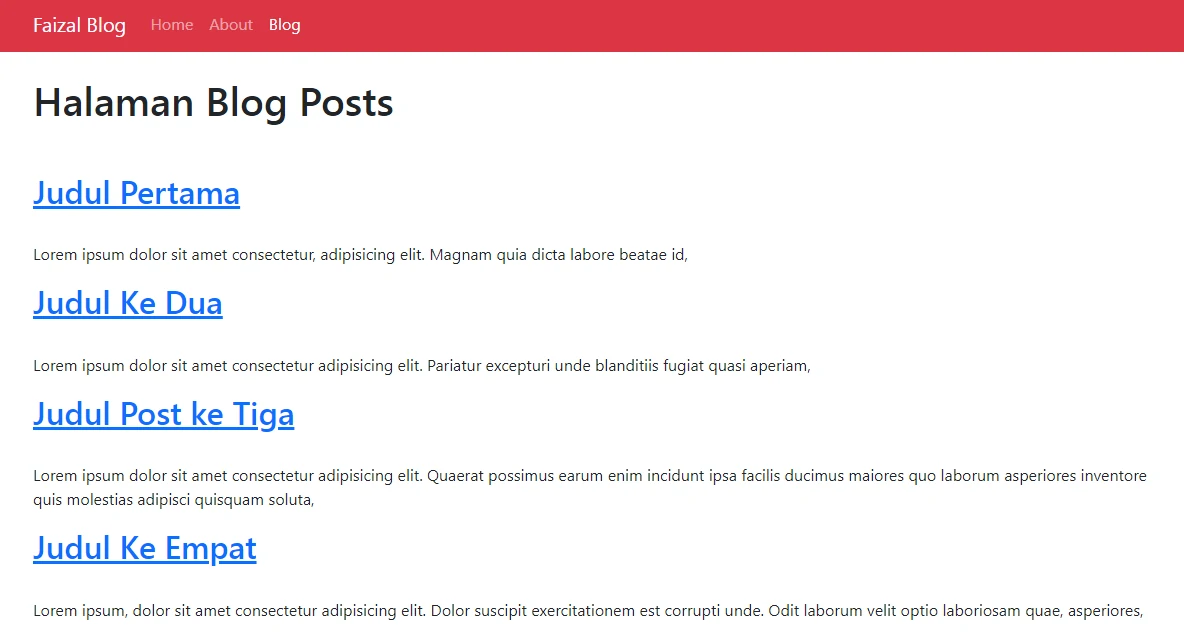 Faizal Blog Home About Blog
Halaman Blog Posts
Judul Pertama
Lorem ipsum dolor sit amet consectetur, adipisicing elit. Magnam quia dicta labore beatae id,
Judul Ke Dua
Lorem ipsum dolor sit amet consectetur adipisicing elit. Pariatur excepturi unde blanditiis fugiat quasi aperiam,
Judul Post ke Tiga
Lorem ipsum dolor sit amet consectetur adipisicing elit. Quaerat possimus earum enim incidunt ipsa facilis ducimus maiores quo laborum asperiores inventore
quis molestias adipisci quisquam soluta,
Judul Ke Empat
Lorem ipsum, dolor sit amet consectetur adipisicing elit. Dolor suscipit exercitationem est corrupti unde. Odit laborum velit optio laboriosam quae, asperiores,